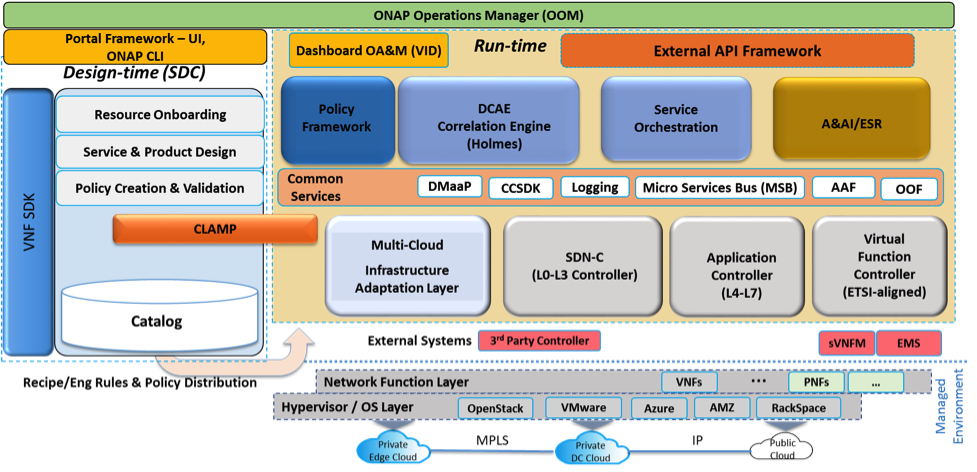 ONAP Operations Manager (OOM)
Portal Framework – UI,
ONAP CLI
Design-time (SDC)
VNF SDK
Resource Onboarding
Service & Product Design
Policy Creation & Validation
CLAMP
Catalog
Recipe/Eng Rules & Policy Distribution
Dashboard OA&M (VID)
Run-time
External API Framework
Policy
Framework
DCAE
Correlation Engine
(Holmes)
Service
Orchestration
A&AI/ESR
Common
Services
DMaaP
CCSDK
Logging
Micro Services Bus (MSB)
AAF
OOF
Multi-Cloud
Infrastructure
Adaptation Layer
SDN-C
(L0-L3 Controller)
Application
Controller
(L4-L7)
Virtual
Function
Controller
(ETSI-aligned)
External Systems
3rd Party Controller
sVNFM
EMS
Network Function Layer
VNFs
...
PNFs
...
Hypervisor / OS Layer
OpenStack
VMware
Azure
AMZ
RackSpace
Managed
Environment
Private
Edge Cloud
MPLS
Private
DC Cloud
IP
Public
Cloud